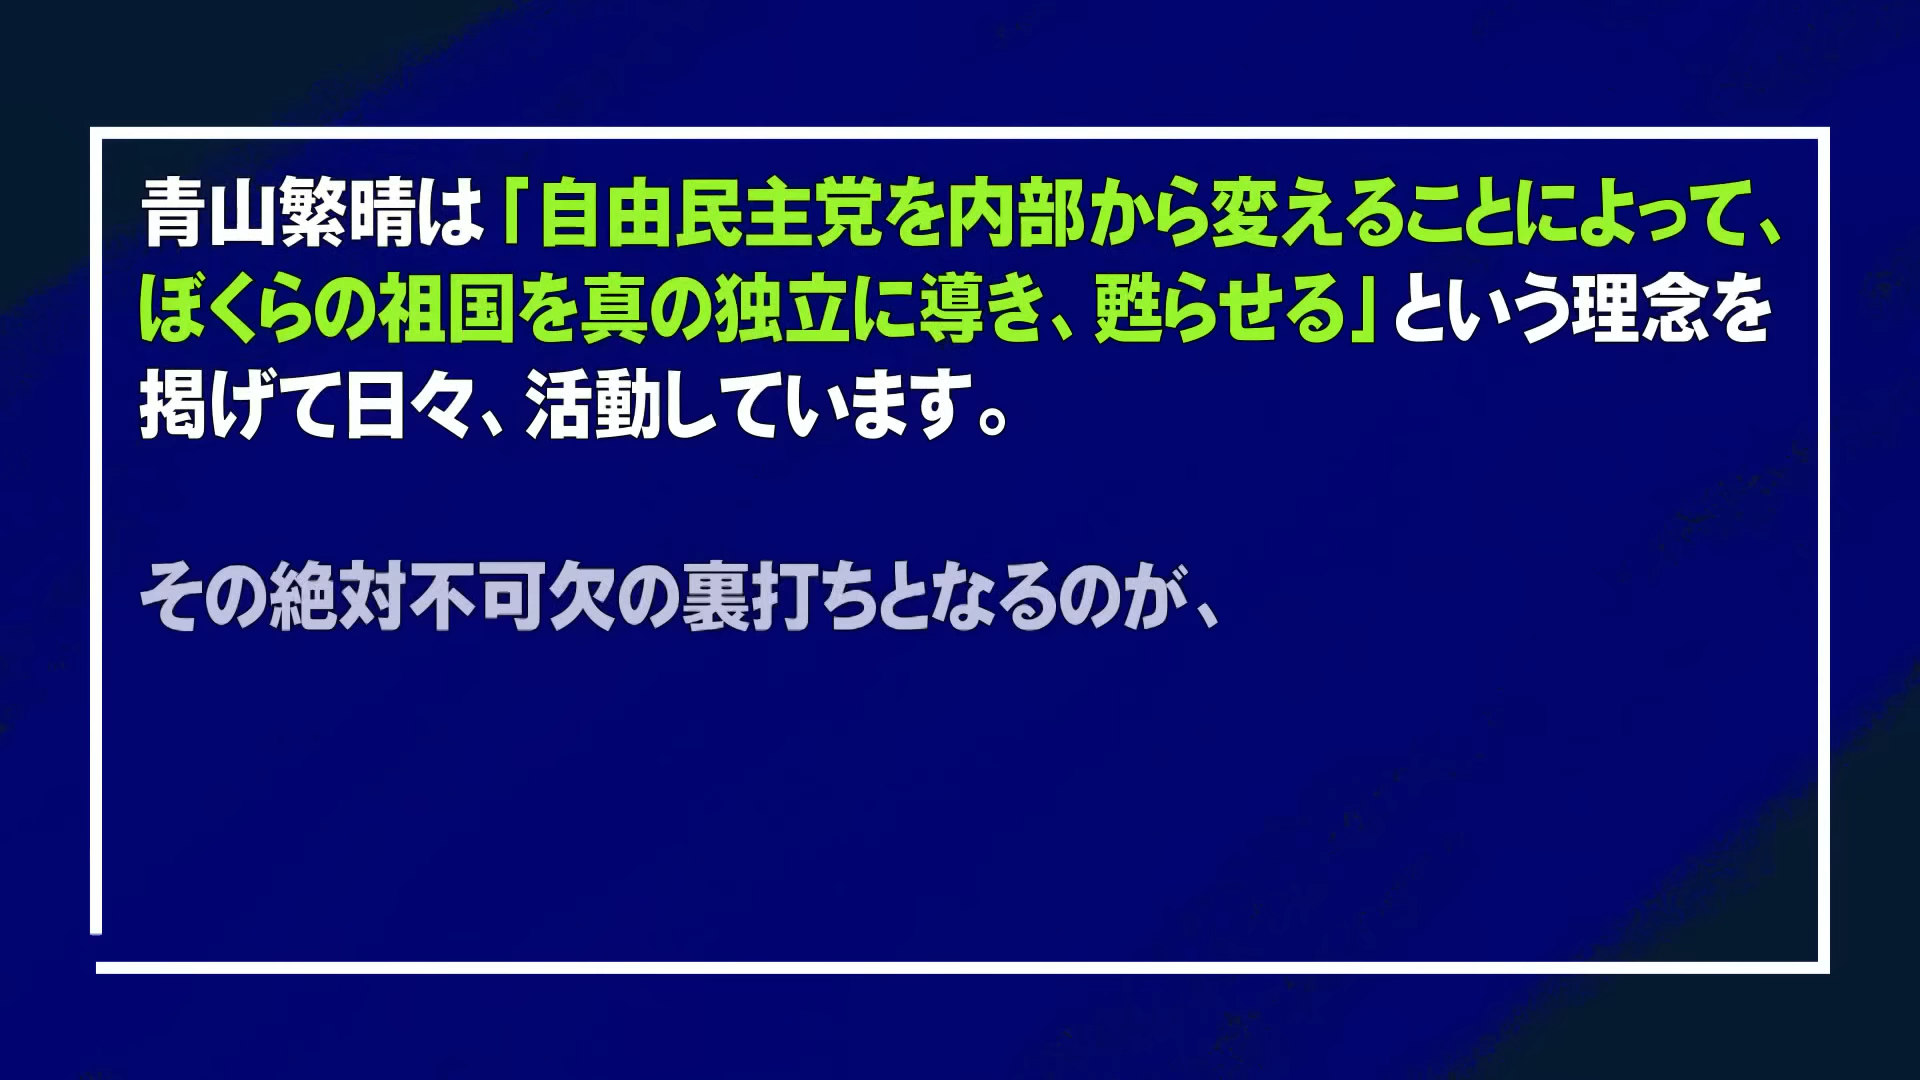 青山繁晴は「自由民主党を内部から変えることによって、
ぼくらの祖国を真の独立に導き、甦らせる」という理念を
掲げて日々、活動しています。
その絶対不可欠の裏打ちとなるのが、